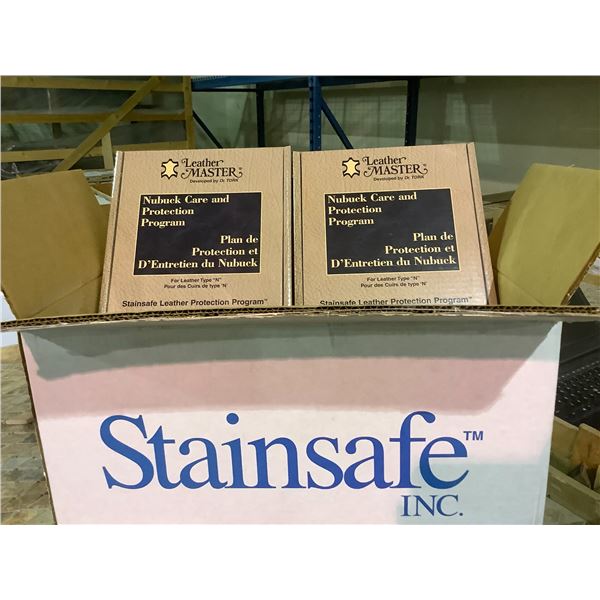 Leather
MASTER®
Developed by Dr. TORK
Nubuck Care and
Protection
Program
Plan de
Protection et
D'Entretien du Nubuck
For Leather Type "N"
Pour des Cuirs de type 'N'
Stainsafe Leather Protection Program™
Leather
MASTER®
Developed by Dr. TORK
Nubuck Care and
Protection
Program
Plan de
Protection et
D'Entretien du Nubuck
For Leather Type "N"
Pour des Cuirs de type 'N'
Stainsafe Leather Protection Program™
Stainsafe™
INC.